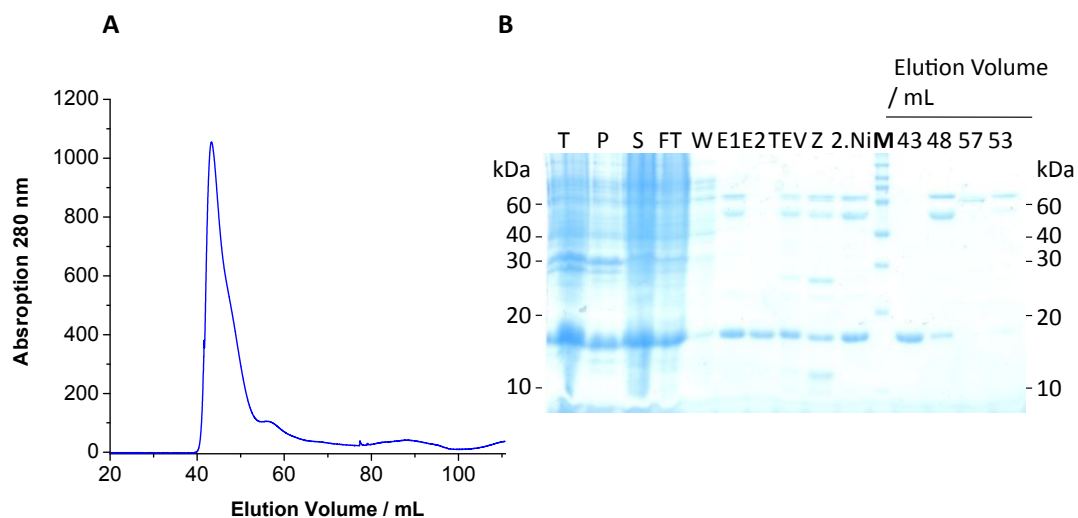 A
B
Absroption 280 nm
1200
1000
800
600
400
200
0
20 40 60 80 100
Elution Volume / mL
Elution Volume
/ mL
T P S FT W E1E2 TEV Z 2.Ni M 43 48 57 53
kDa
60
40
30
20
10
kDa
60
40
30
20
10